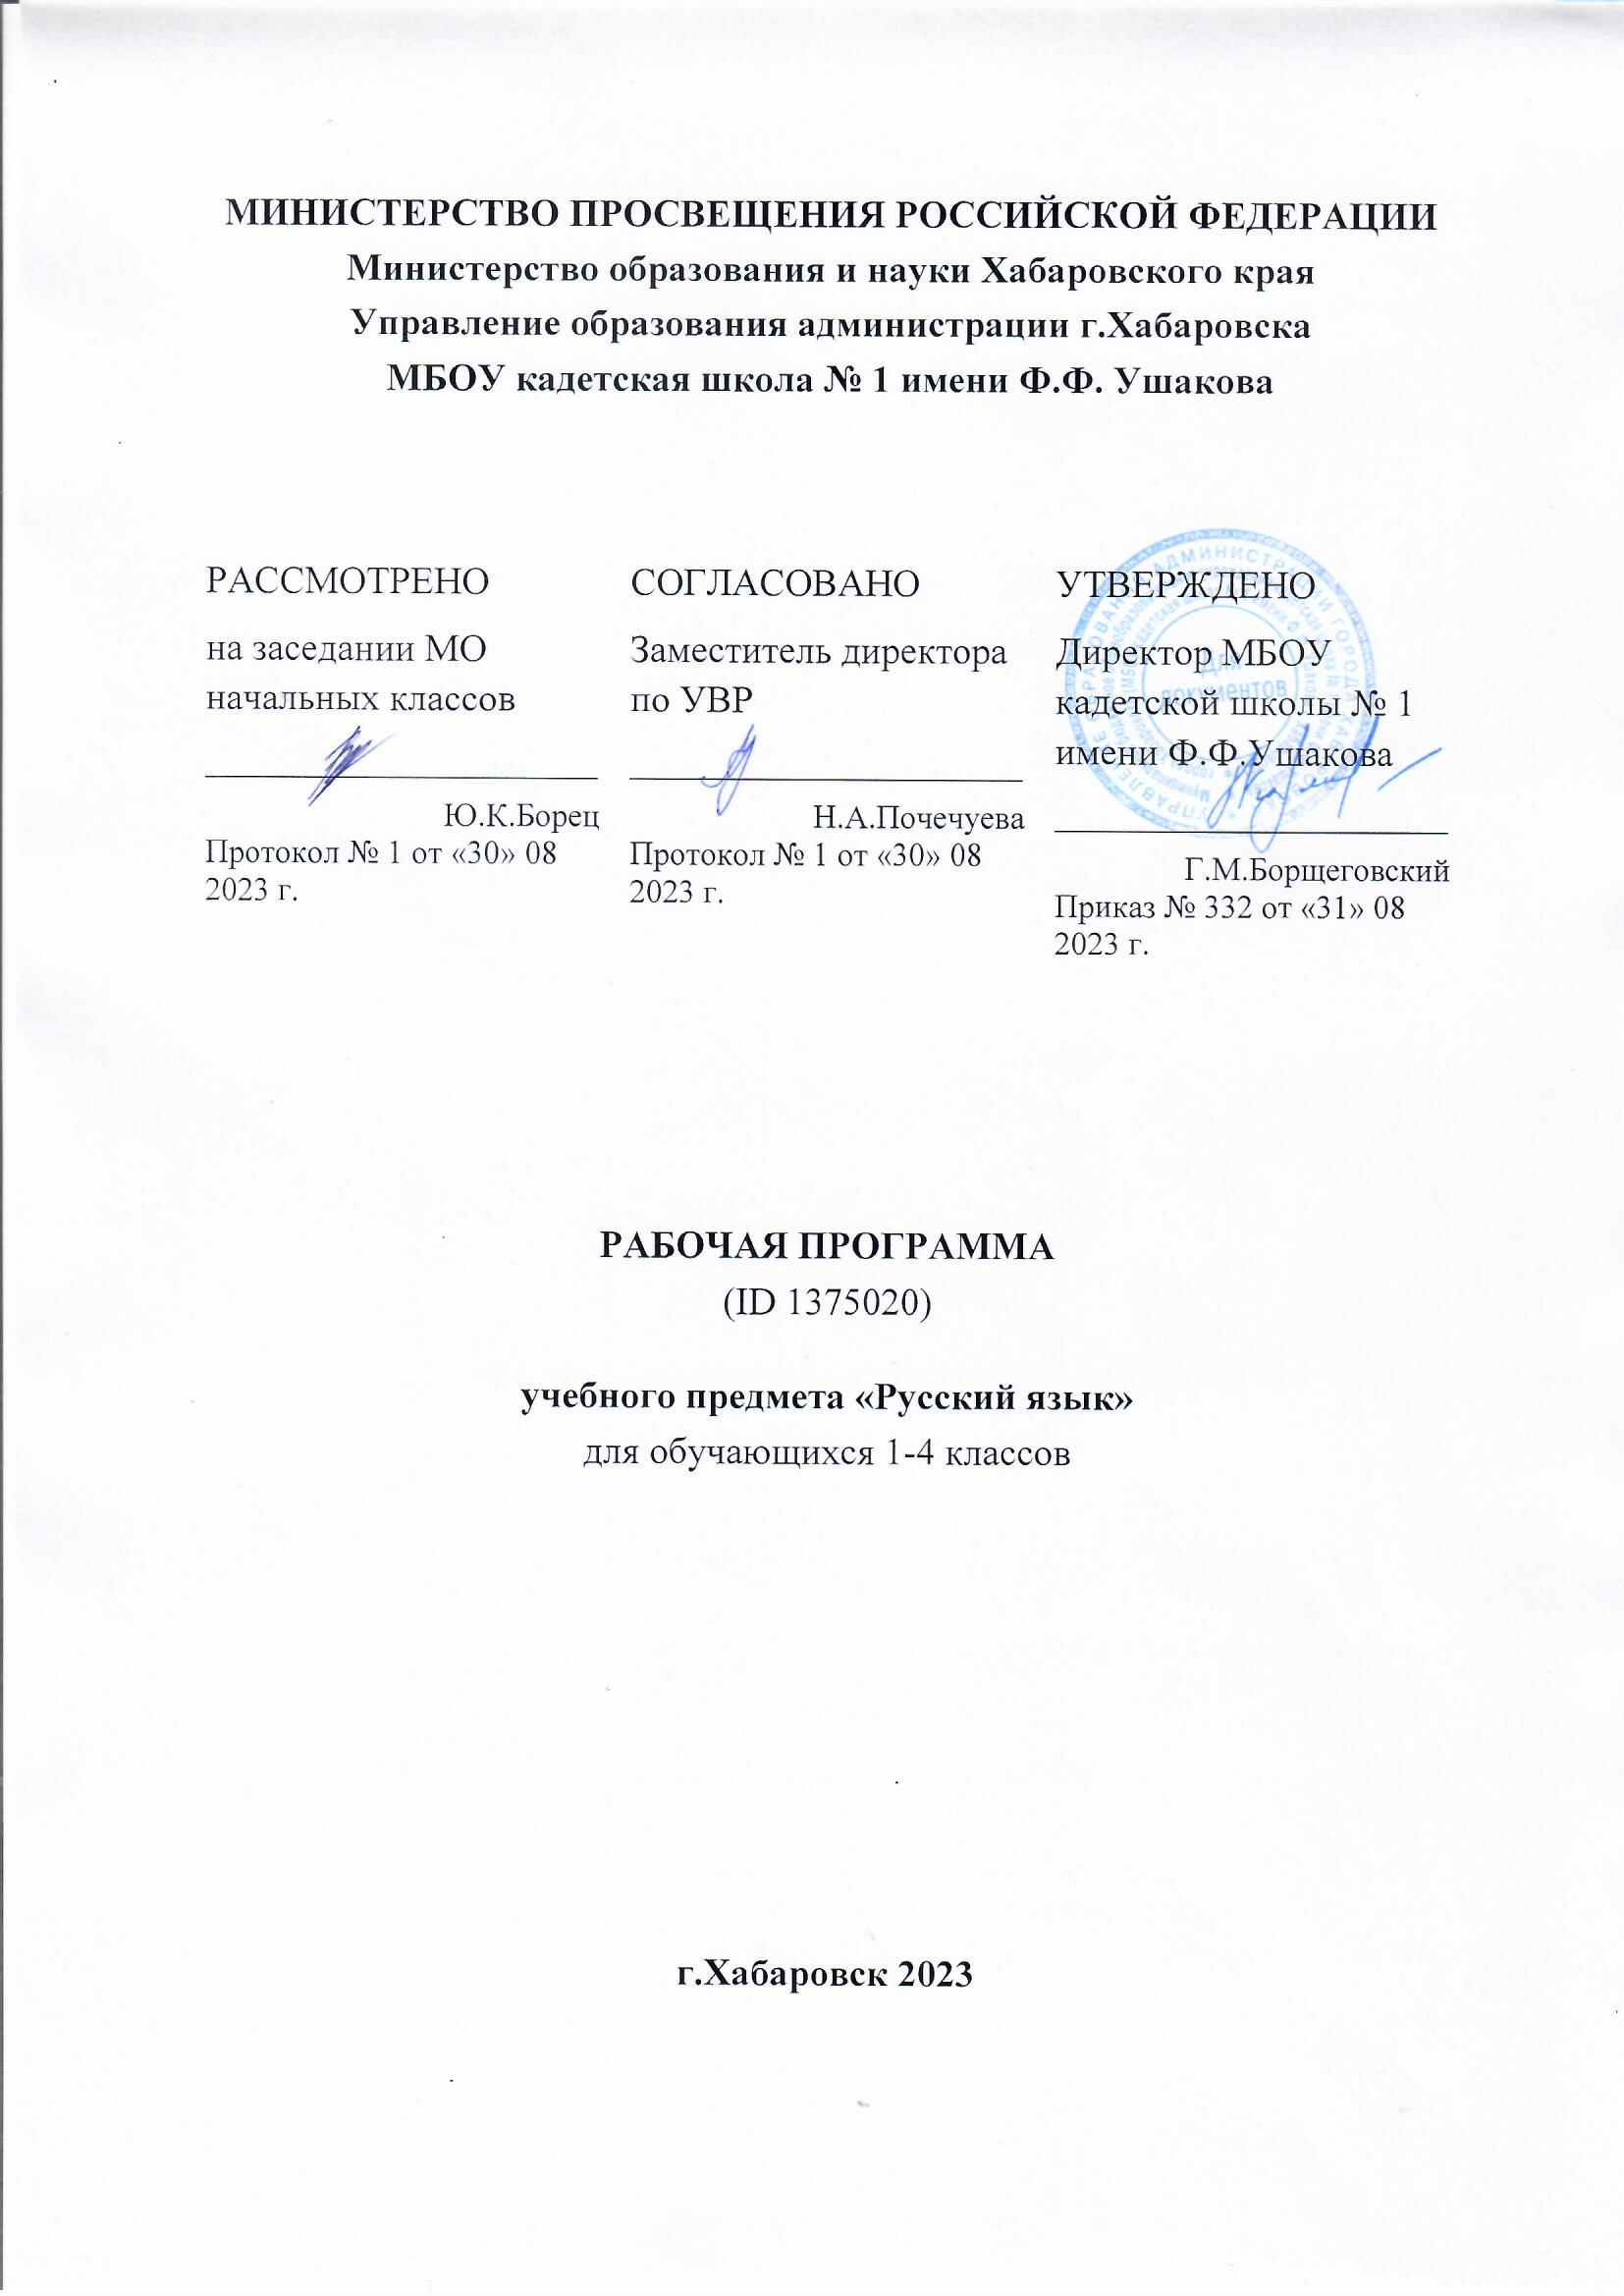 МИНИСТЕРСТВО ПРОСВЕЩЕНИЯ РОССИЙСКОЙ ФЕДЕРАЦИИ
Министерство образования и науки Хабаровского края
Управление образования администрации г.Хабаровска
МБОУ кадетская школа № 1 имени Ф.Ф. Ушакова
РАССМОТРЕНО
на заседании МО
начальных классов
Ю.К.Борец
Протокол № 1 от «30» 08
2023 г.
СОГЛАСОВАНО
Заместитель директора
по УВР
Н.А.Почечуева
Протокол № 1 от «30» 08
2023 г.
УТВЕРЖДЕНО
Директор МБОУ
кадетской школы № 1
имени Ф.Ф.Ушакова
Г.М.Борщеговский
Приказ № 332 от «31» 08
2023 г.
Для
документов
РАБОЧАЯ ПРОГРАММА
(ID 1375020)
учебного предмета «Русский язык»
для обучающихся 1-4 классов
г.Хабаровск 2023